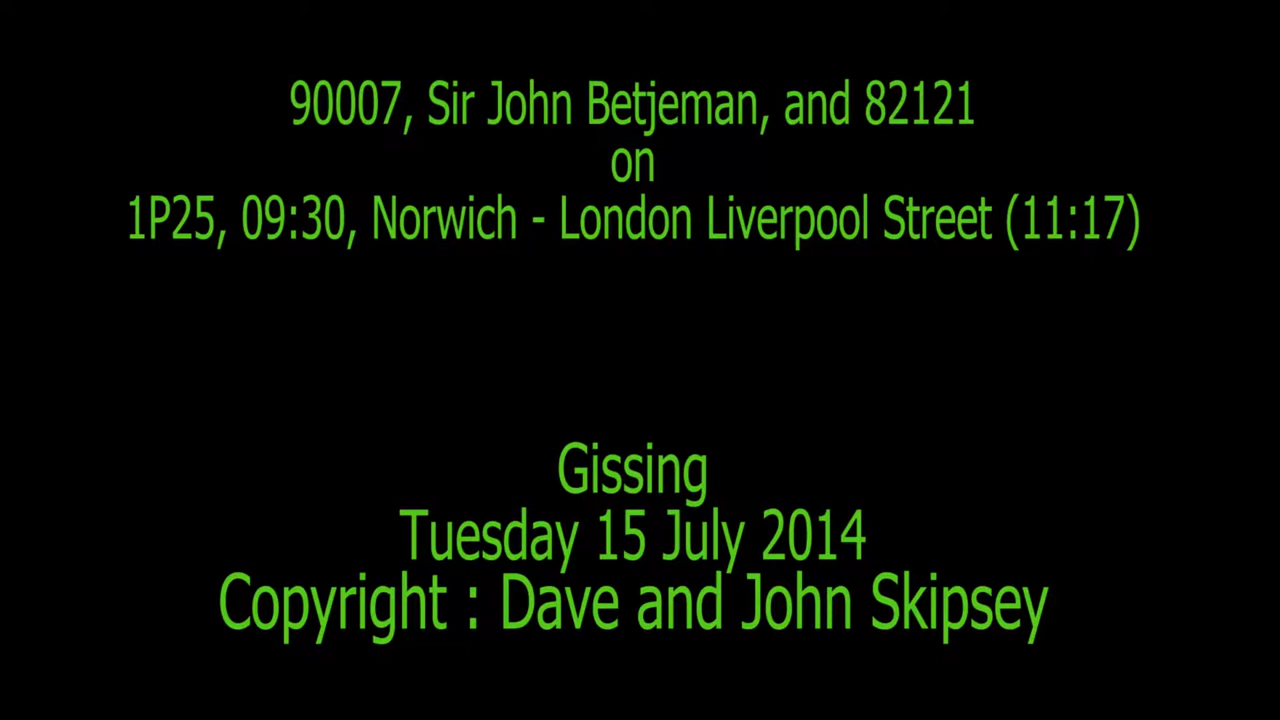 90007, Sir John Betjeman, and 82121
on
1P25, 09:30, Norwich - London Liverpool Street (11:17)
Gissing
Tuesday 15 July 2014
Copyright : Dave and John Skipsey